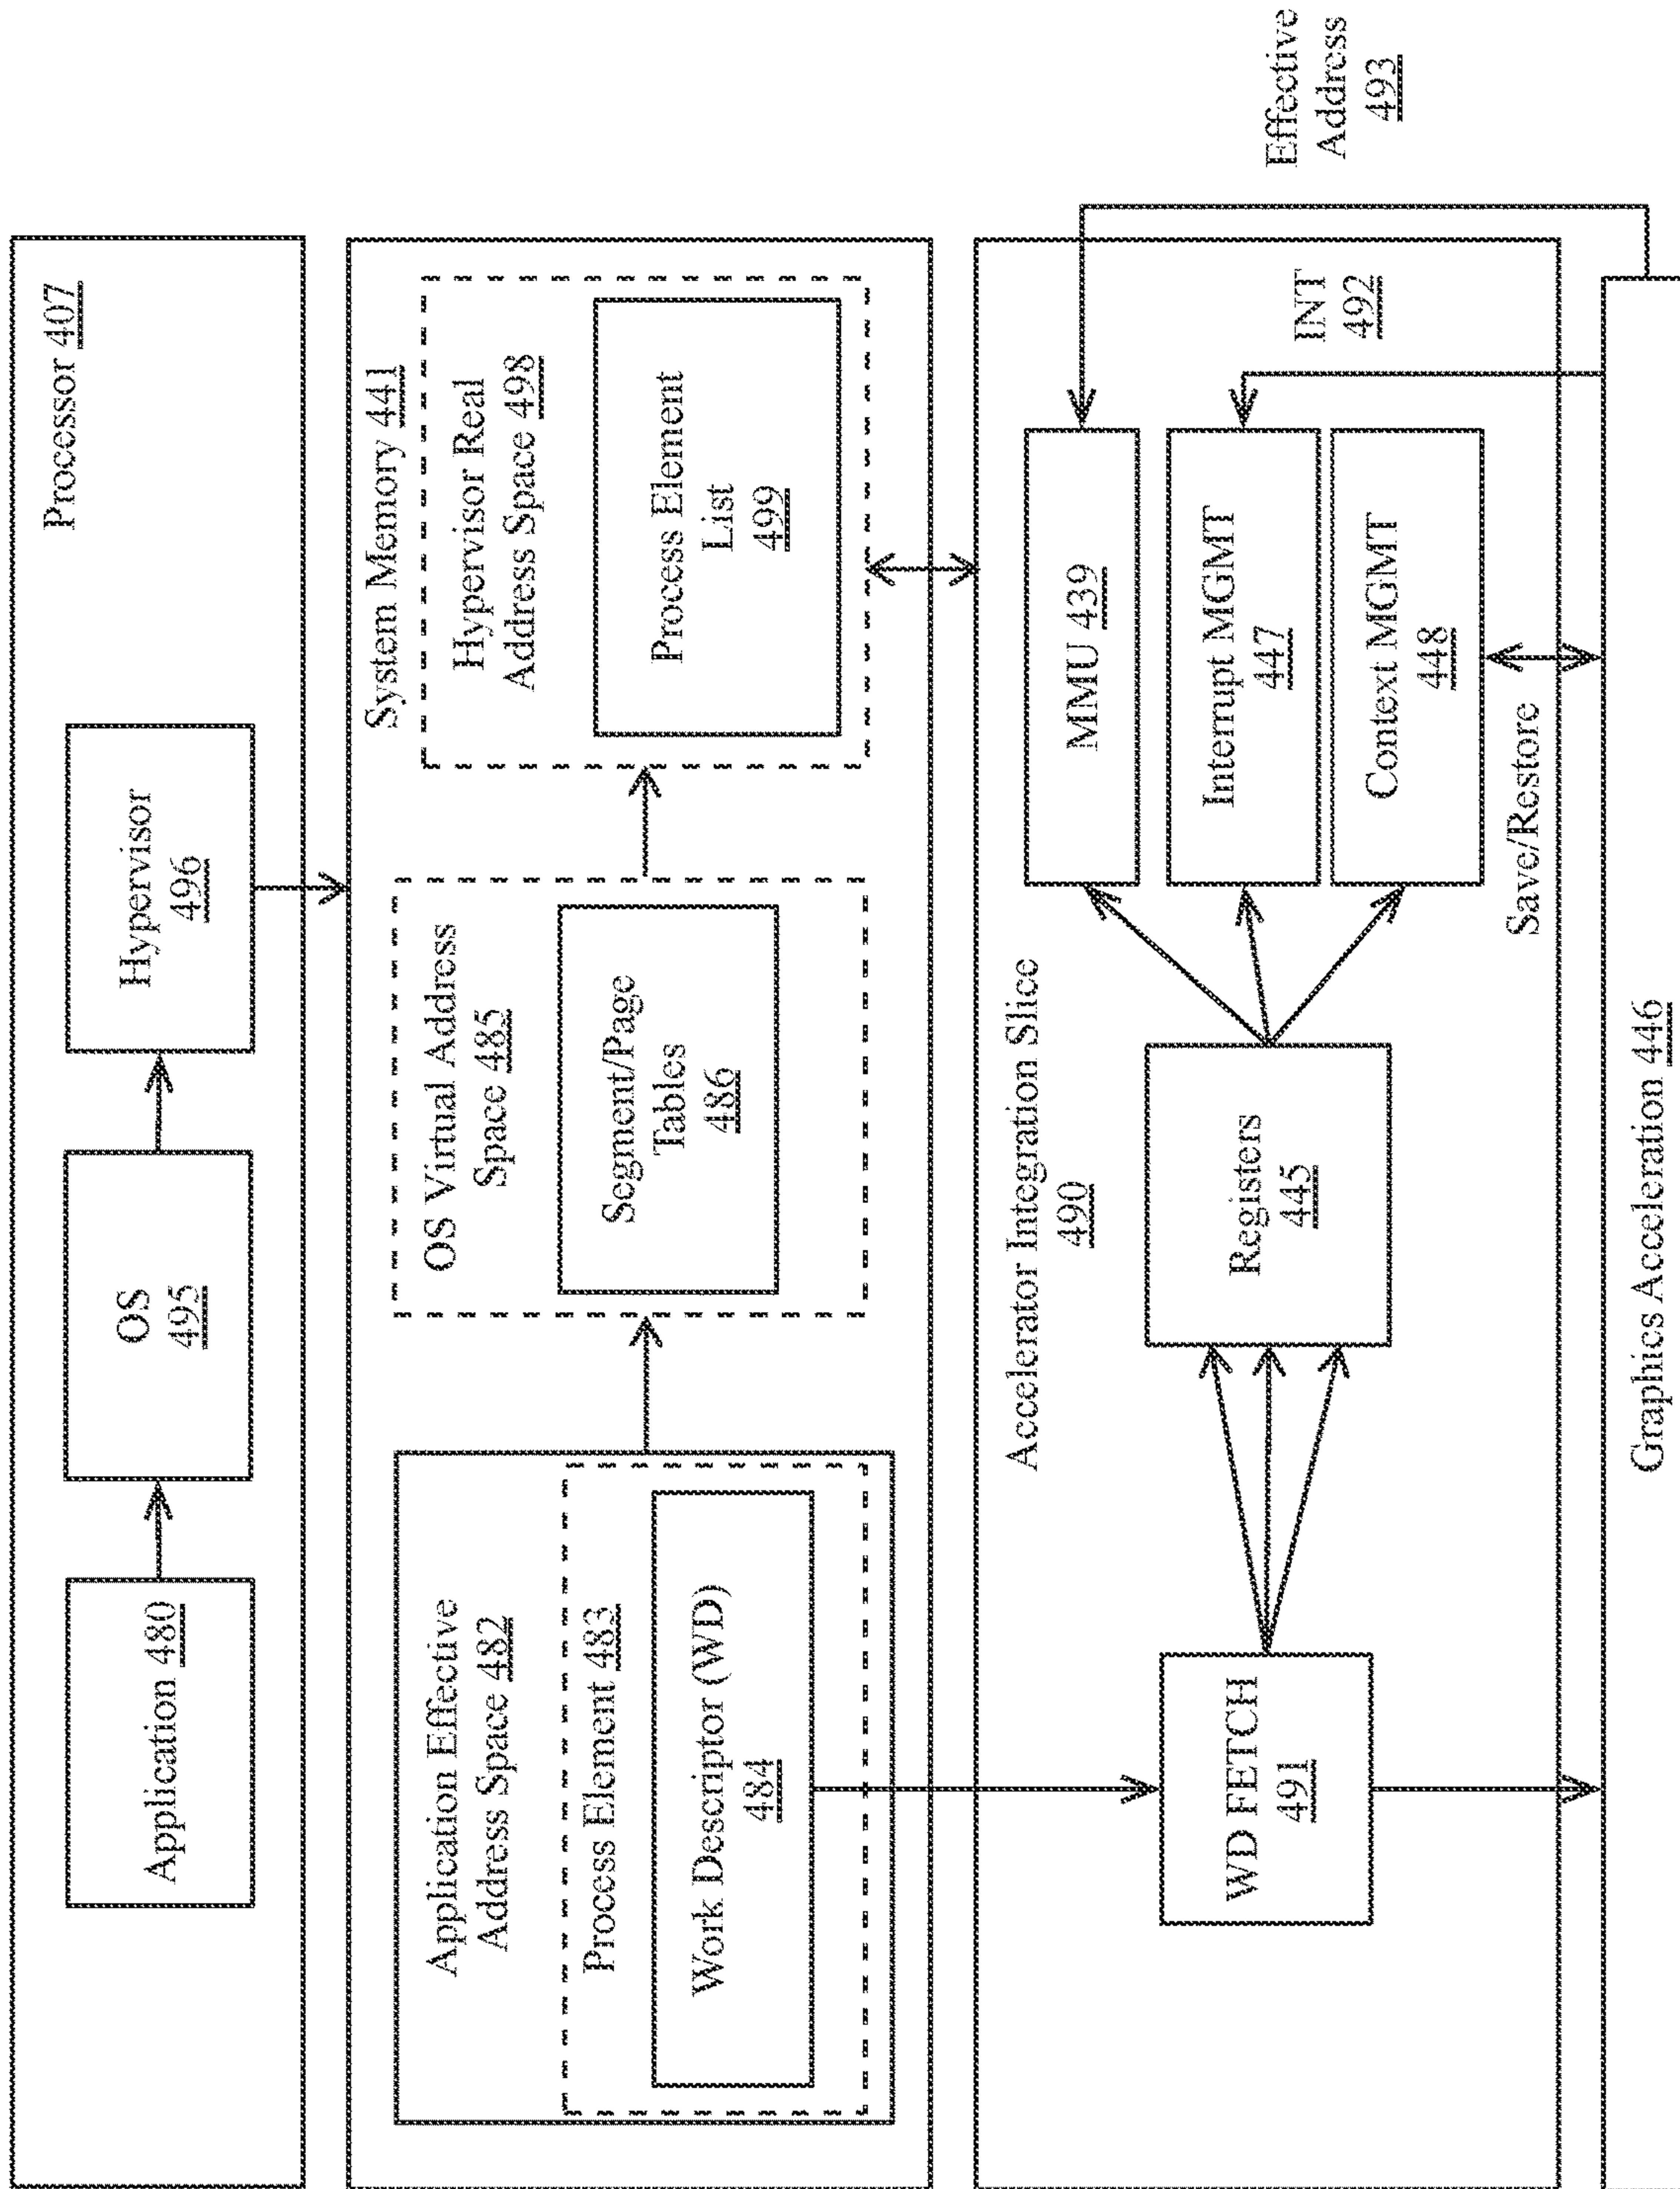 Processor 407
Application 480
OS
495
Hypervisor
496
System Memory 441
Application Effective
Address Space 482
Process Element 483
Work Descriptor (WD)
484
OS Virtual Address
Space 485
Segment/Page
Tables
486
Hypervisor Real
Address Space 498
Process Element
List
499
Accelerator Integration Slice
490
WD FETCH
491
Registers
445
MMU 439
Interrupt MGMT
447
Context MGMT
448
INT
492
Effective
Address
493
Save/Restore
Graphics Acceleration 446